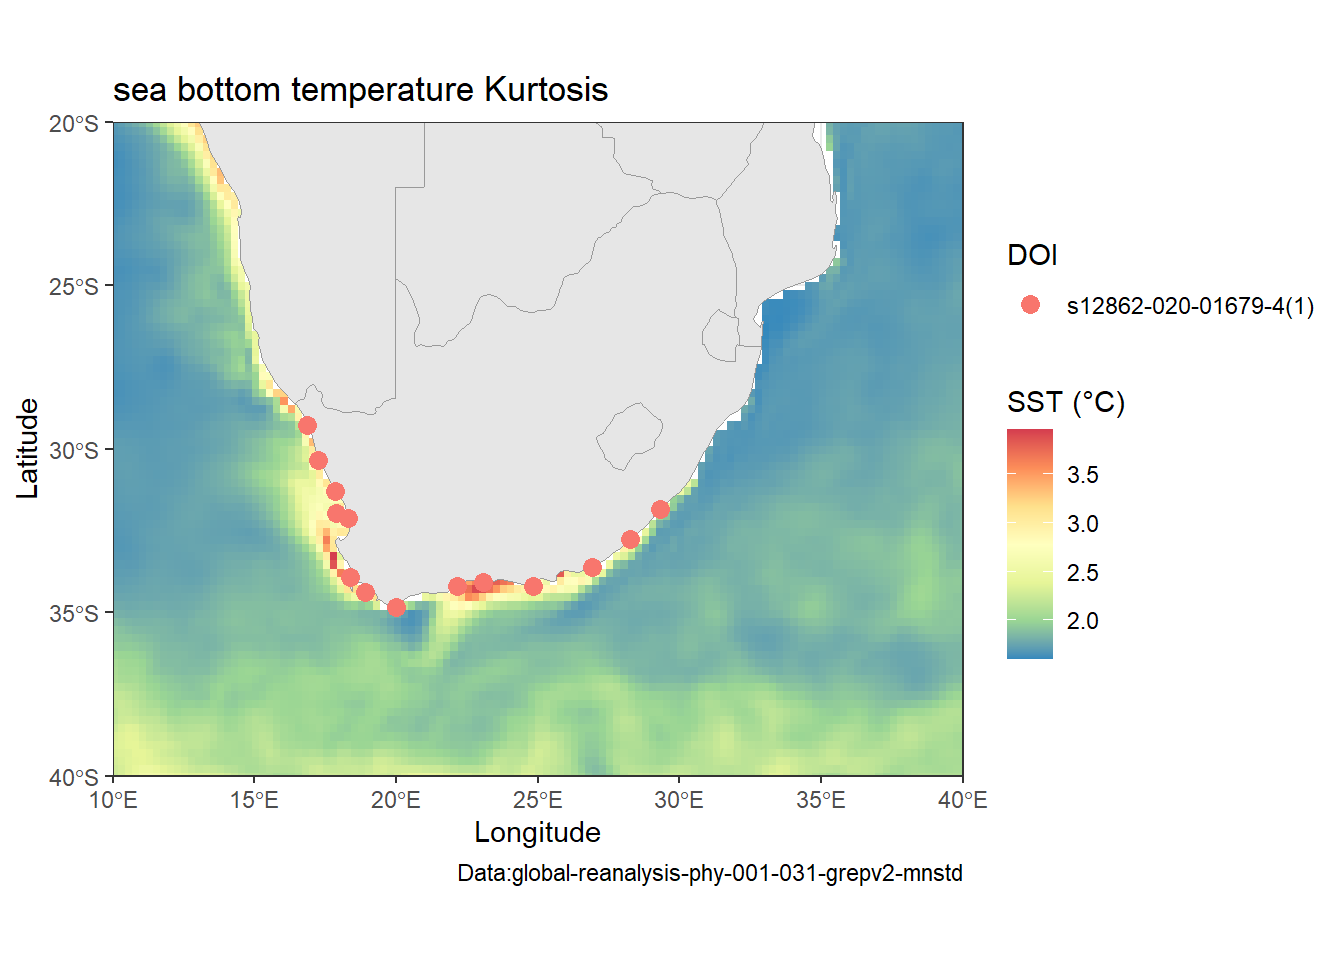 sea bottom temperature Kurtosis
20°S
25°S
30°S
35°S
40°S
Latitude
10°E 15°E 20°E 25°E 30°E 35°E 40°E
Longitude
Data:global-reanalysis-phy-001-031-grepv2-mnstd
DOI
s12862-020-01679-4(1)
SST (°C)
3.5
3.0
2.5
2.0